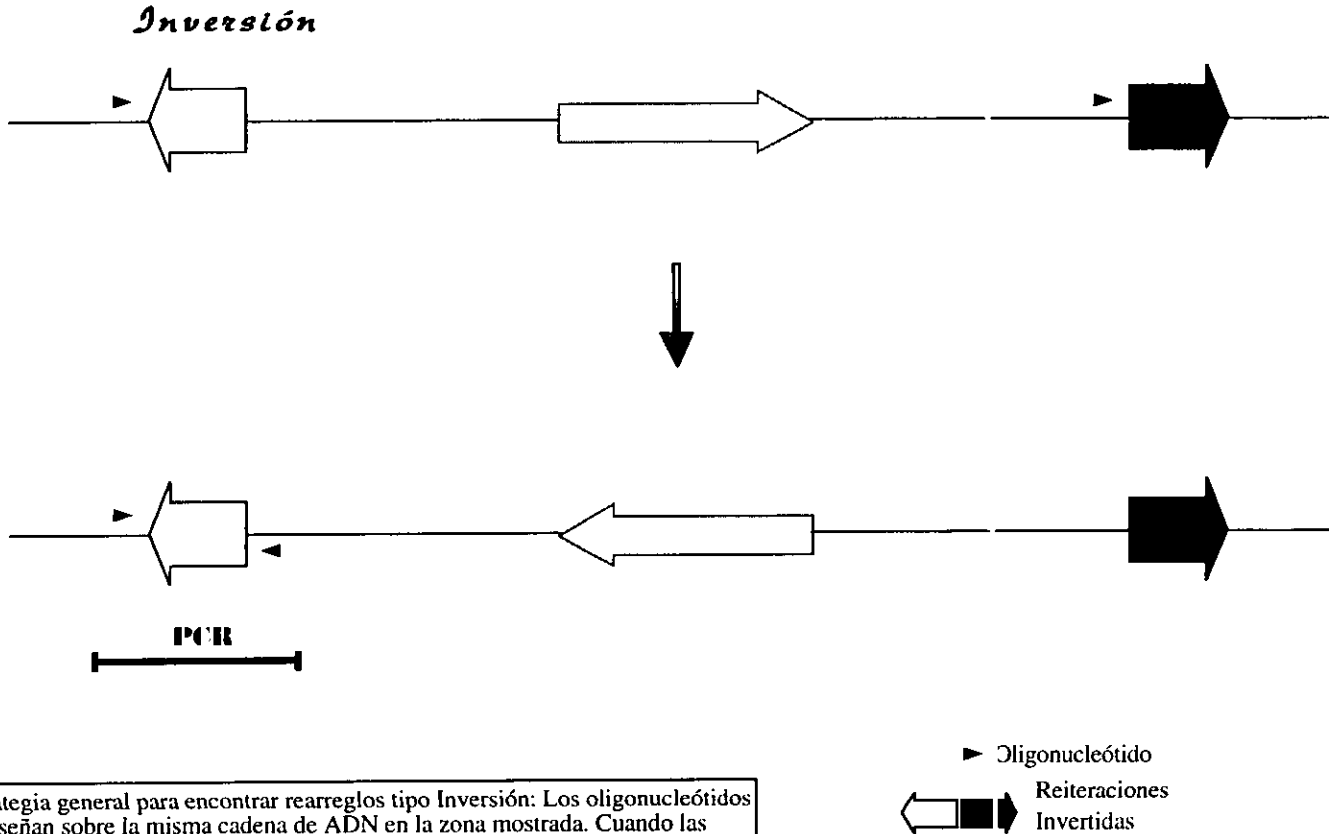 Inversión
PCR
Oligonucleótido
Reiteraciones
Invertidas
tegia general para encontrar rearreglos tipo Inversión: Los oligonucleótidos
señan sobre la misma cadena de ADN en la zona mostrada. Cuando las